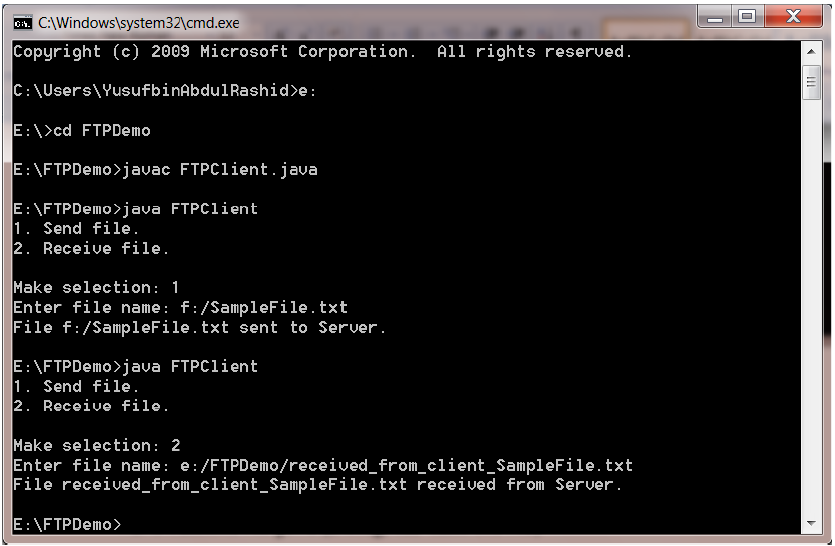 C:\Windows\system32\cmd.exe
Copyright (c) 2009 Microsoft Corporation.  All rights reserved.
C:\Users\YusufbinAbdulRashid>e:
E:\>cd FTPDemo
E:\FTPDemo>javac FTPClient.java
E:\FTPDemo>java FTPClient
1. Send file.
2. Receive file.
Make selection: 1
Enter file name: f:/SampleFile.txt
File f:/SampleFile.txt sent to Server.
E:\FTPDemo>java FTPClient
1. Send file.
2. Receive file.
Make selection: 2
Enter file name: e:/FTPDemo/received_from_client_SampleFile.txt
File received_from_client_SampleFile.txt received from Server.
E:\FTPDemo>